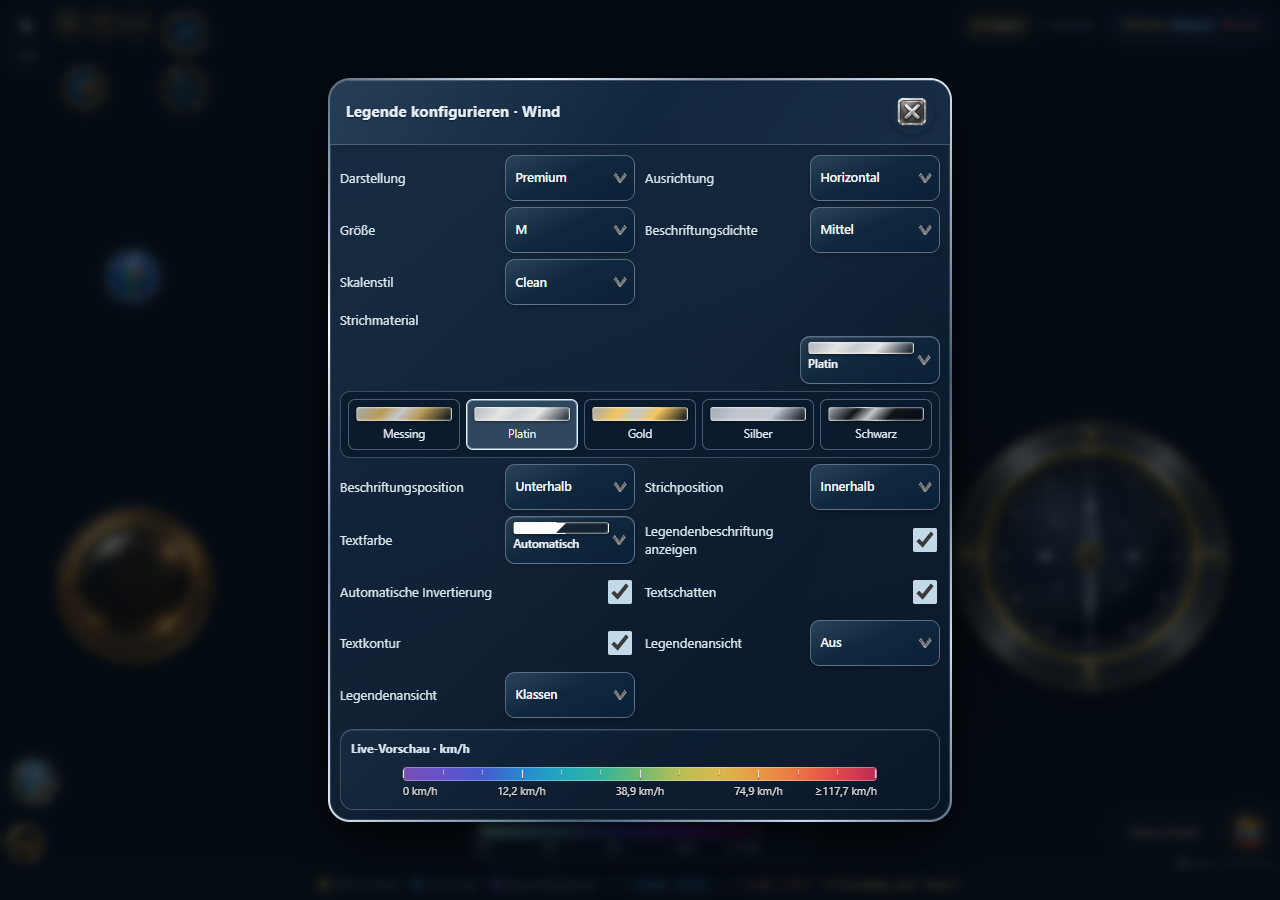 Legende konfigurieren · Wind
Darstellung
Premium
Ausrichtung
Horizontal
Größe
M
Beschriftungsdichte
Mittel
Skalenstil
Clean
Strichmaterial
Platin
Messing
Platin
Gold
Silber
Schwarz
Beschriftungsposition
Unterhalb
Strichposition
Innerhalb
Textfarbe
Automatisch
Legendenbeschriftung
anzeigen
Automatische Invertierung
Textschatten
Textkontur
Legendenansicht
Aus
Legendenansicht
Klassen
Live-Vorschau · km/h
0 km/h
12,2 km/h
38,9 km/h
74,9 km/h
≥117,7 km/h